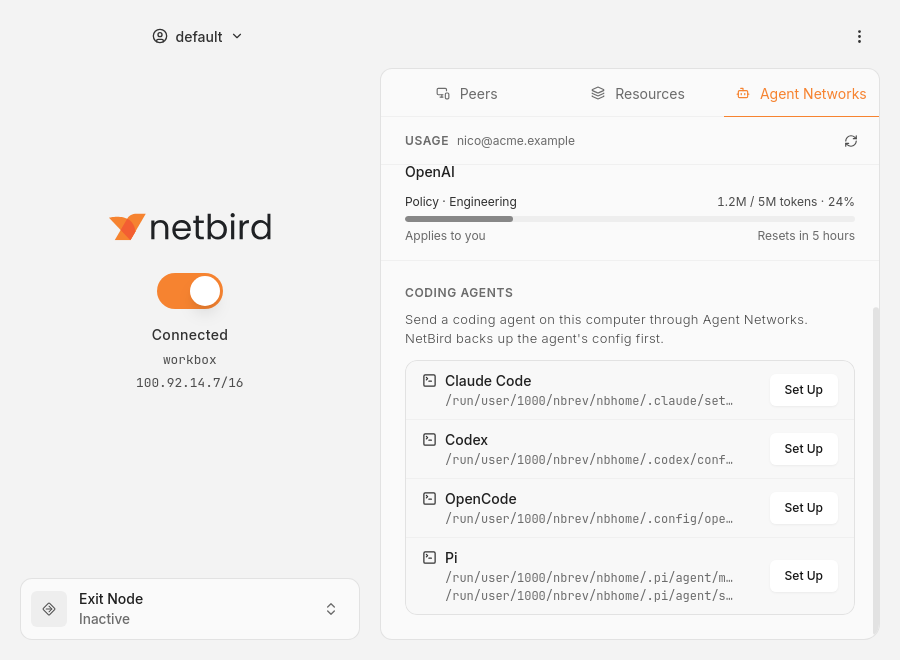 default
netbird
Connected
workbox
100.92.14.7/16
Exit Node
Inactive
Peers
Resources
Agent Networks
USAGE nico@acme.example
OpenAI
Policy · Engineering
1.2M / 5M tokens · 24%
Applies to you
Resets in 5 hours
CODING AGENTS
Send a coding agent on this computer through Agent Networks.
NetBird backs up the agent's config first.
Claude Code
/run/user/1000/nbrev/nbhome/.claude/set…
Set Up
Codex
/run/user/1000/nbrev/nbhome/.codex/conf…
Set Up
OpenCode
/run/user/1000/nbrev/nbhome/.config/ope…
Set Up
Pi
/run/user/1000/nbrev/nbhome/.pi/agent/m…
/run/user/1000/nbrev/nbhome/.pi/agent/s…
Set Up